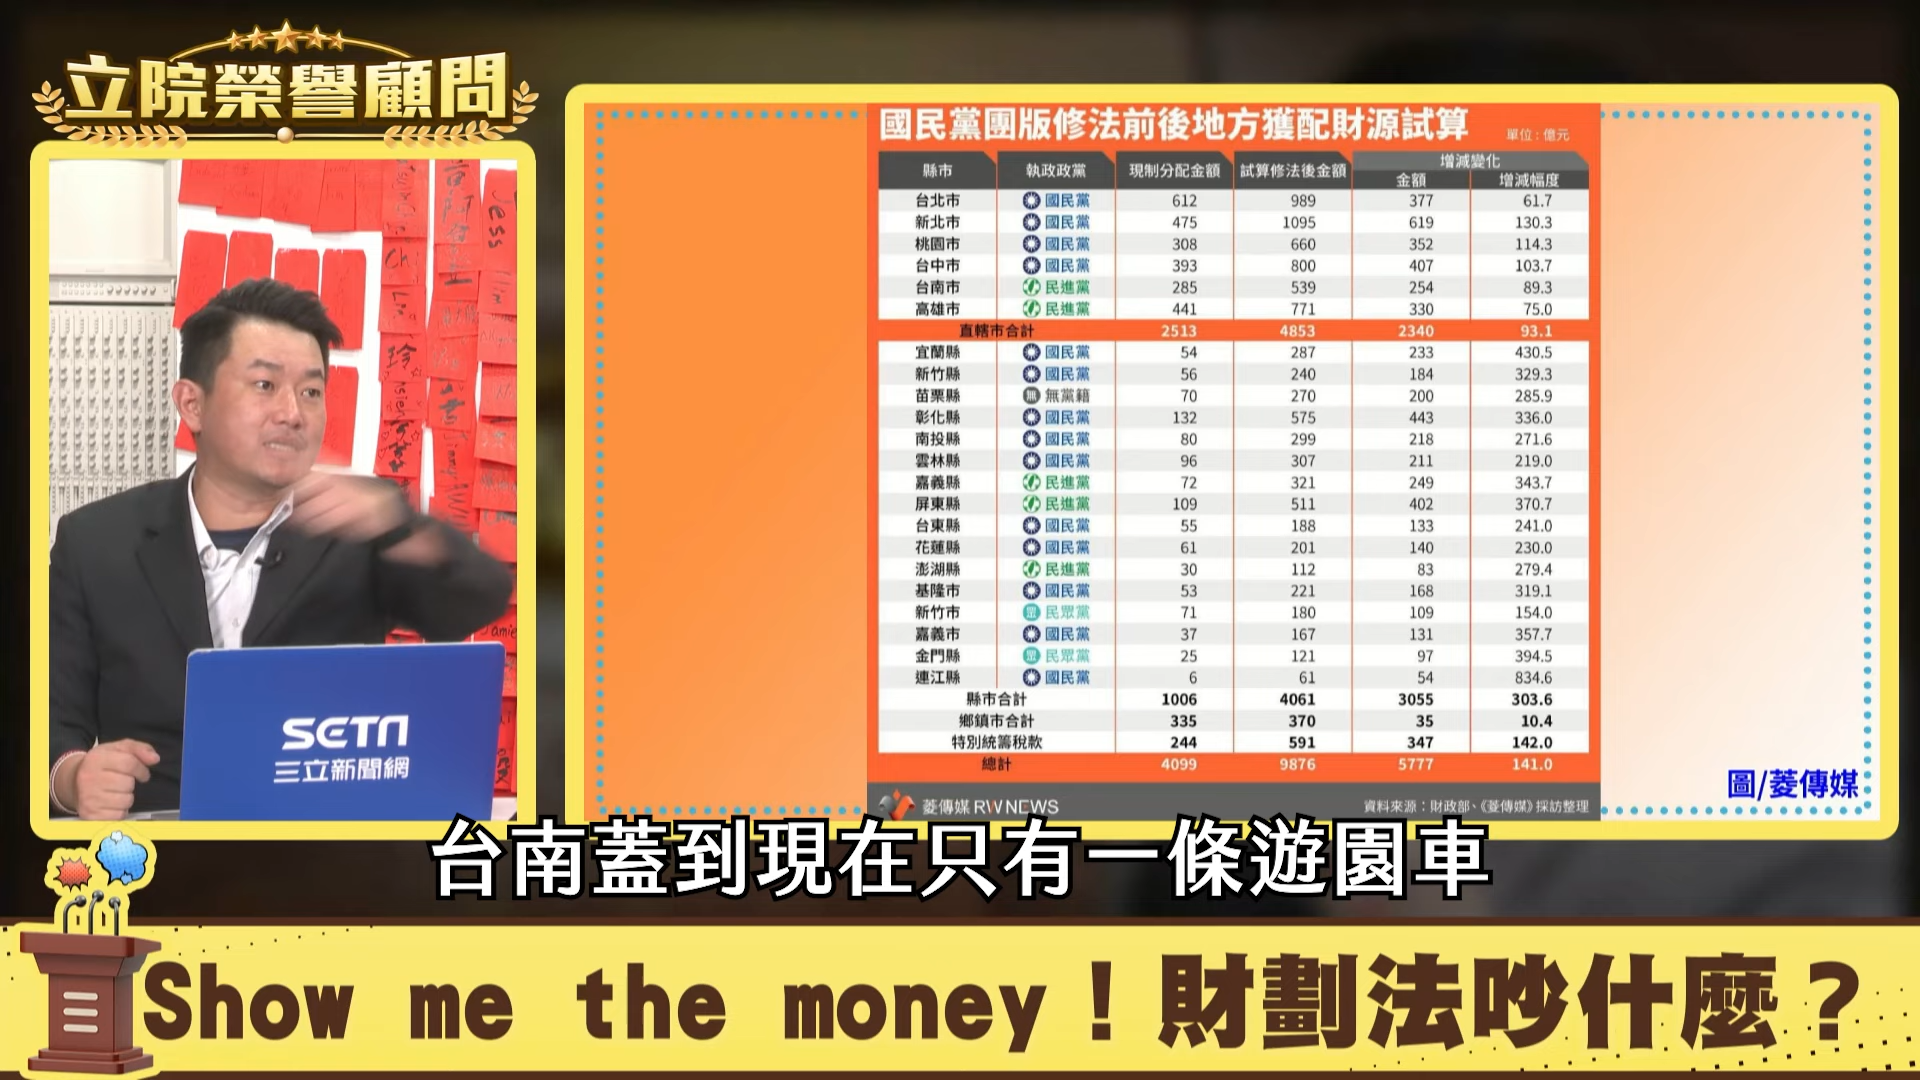 立院榮譽顧問
國民黨團版修法前後地方獲配財源試算
單位：億元
縣市 執政政黨 現制分配金額 試算修法後金額 增減變化
金額 增減幅度
台北市 國民黨 612 989 377 61.7
新北市 國民黨 475 1095 619 130.3
桃園市 國民黨 308 660 352 114.3
台中市 國民黨 393 800 407 103.7
台南市 民進黨 285 539 254 89.3
高雄市 民進黨 441 771 330 75.0
直轄市合計 2513 4853 2340 93.1
宜蘭縣 國民黨 54 287 233 430.5
新竹縣 國民黨 56 240 184 329.3
苗栗縣 無 無黨籍 70 270 200 285.9
彰化縣 國民黨 132 575 443 336.0
南投縣 國民黨 80 299 218 271.6
雲林縣 國民黨 96 307 211 219.0
嘉義縣 民進黨 72 321 249 343.7
屏東縣 民進黨 109 511 402 370.7
台東縣 國民黨 55 188 133 241.0
花蓮縣 國民黨 61 201 140 230.0
澎湖縣 民進黨 30 112 83 279.4
基隆市 國民黨 53 221 168 319.1
新竹市 民眾黨 71 180 109 154.0
嘉義市 國民黨 37 167 131 357.7
金門縣 民眾黨 25 121 97 394.5
連江縣 國民黨 6 61 54 834.6
縣市合計 1006 4061 3055 303.6
鄉鎮市合計 335 370 35 10.4
特別統籌稅款 244 591 347 142.0
總計 4099 9876 5777 141.0
菱傳媒 RWNEWS
資料來源：財政部、《菱傳媒》採訪整理
圖/菱傳媒
Jess
Chi
玲
SETN
三立新聞網
台南蓋到現在只有一條遊園車
Show me the money！財劃法吵什麼？